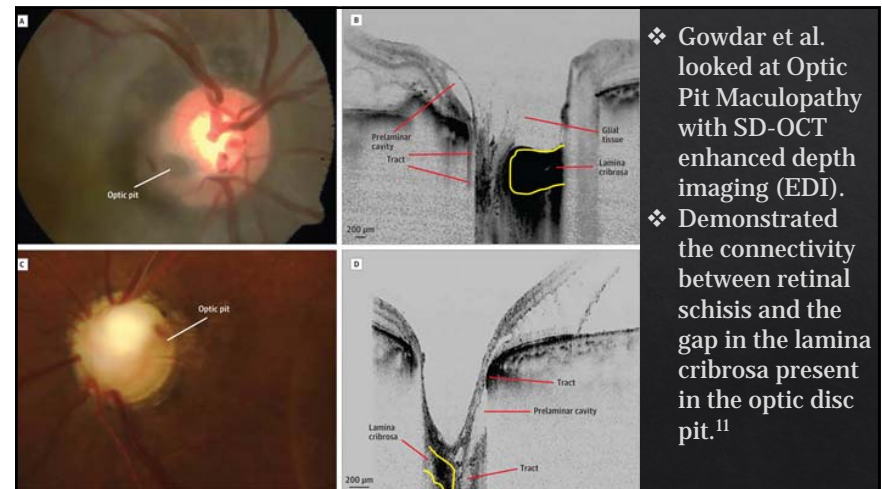 A
Optic pit
B
Prelaminar
cavity
Tract
Glial
tissue
Lamina
cribrosa
200 µm
C
Optic pit
D
Tract
Prelaminar cavity
Lamina
cribrosa
Tract
200 µm
❖ Gowdar et al.
looked at Optic
Pit Maculopathy
with SD-OCT
enhanced depth
imaging (EDI).
❖ Demonstrated
the connectivity
between retinal
schisis and the
gap in the lamina
cribrosa present
in the optic disc
pit.¹¹